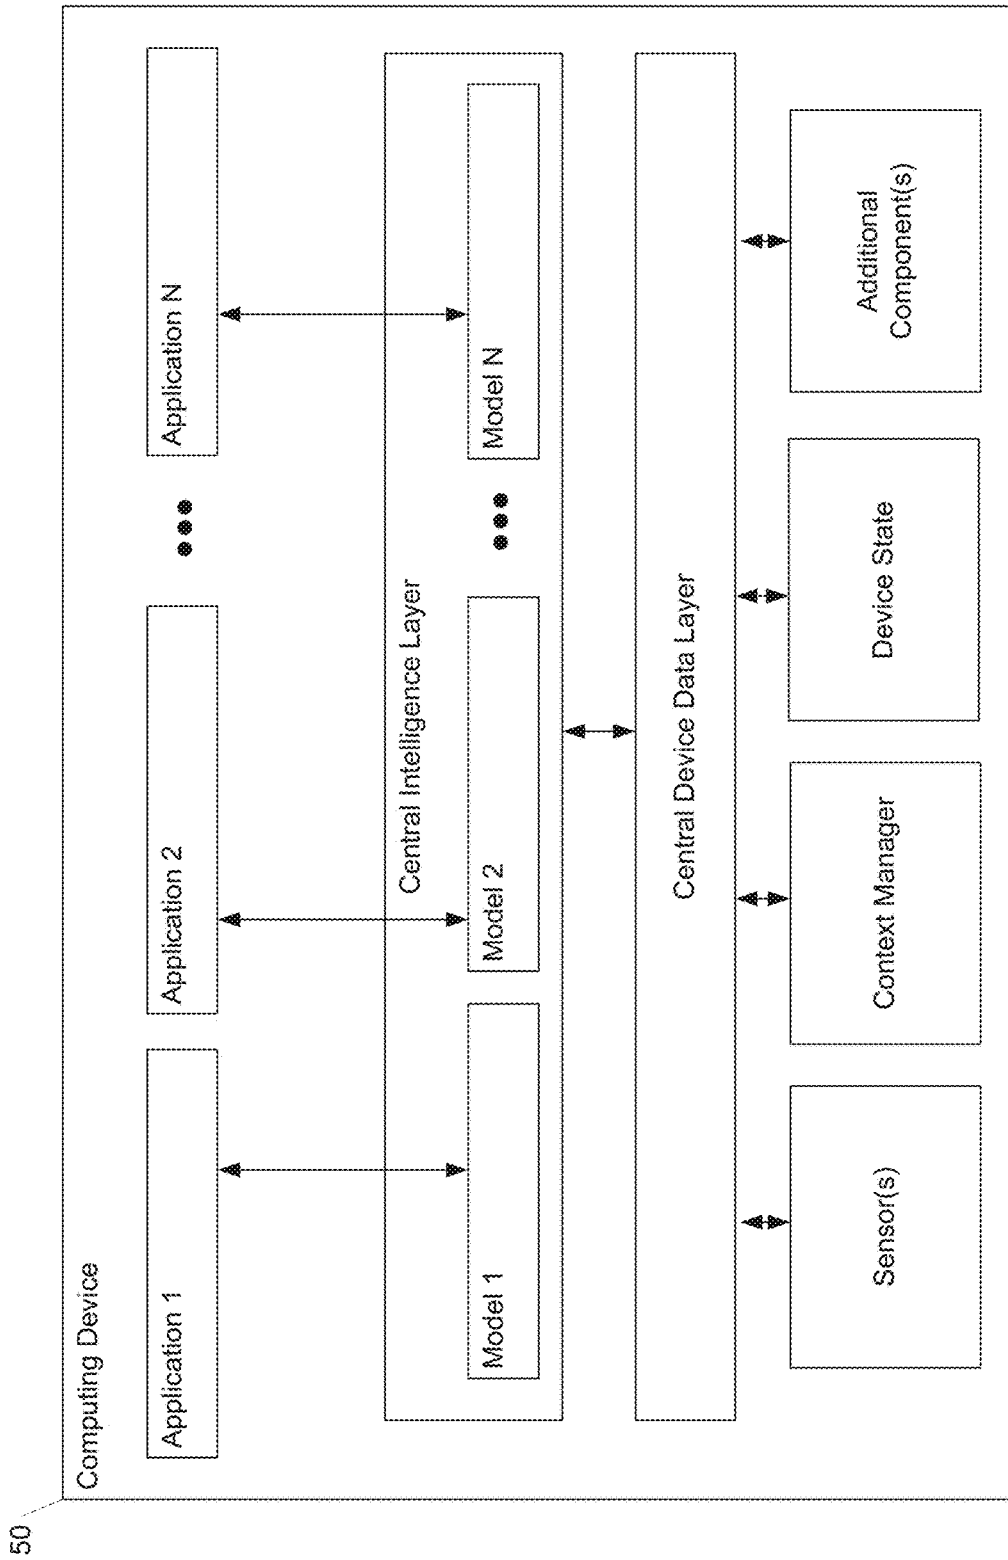 50
Computing Device
Application 1
Application 2
Application N
Central Intelligence Layer
Model 1
Model 2
Model N
Central Device Data Layer
Sensor(s)
Context Manager
Device State
Additional
Component(s)